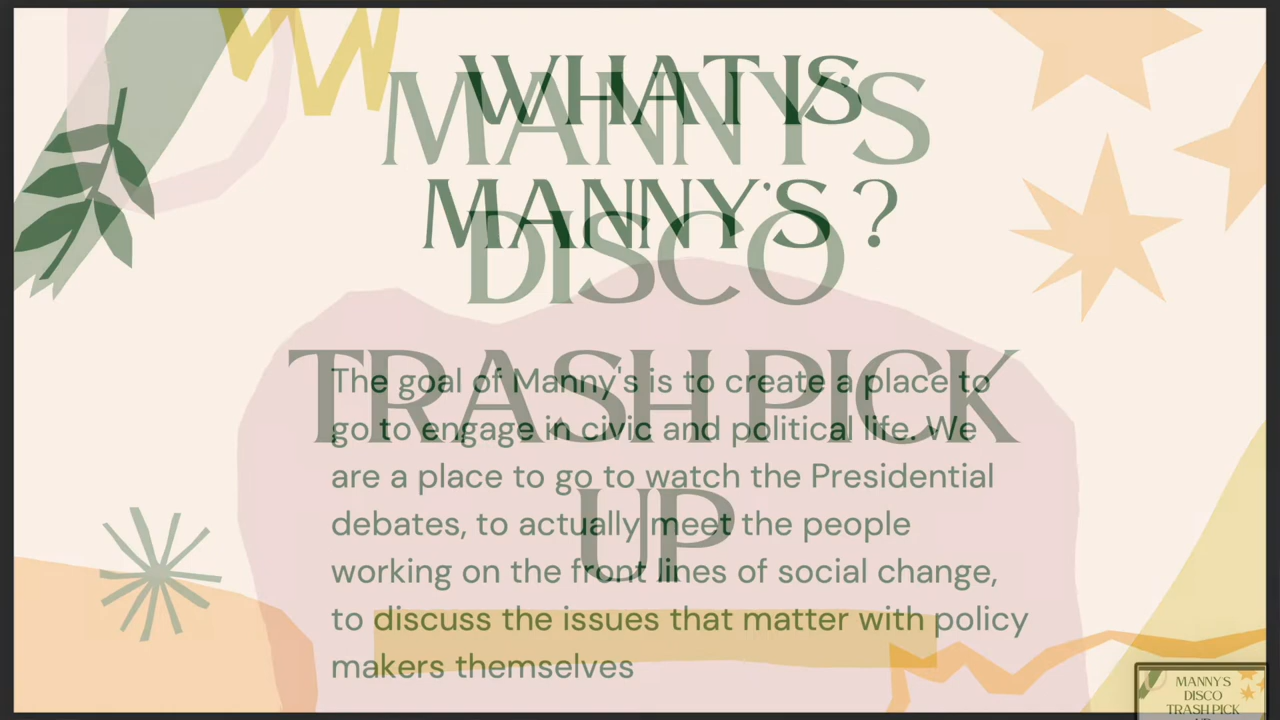 WHAT IS
MANNY'S
MANNY'S ?
DISCO
TRASH PICK
The goal of Manny's is to create a place to
go to engage in civic and political life. We
are a place to go to watch the Presidential
UP
debates, to actually meet the people
working on the front lines of social change,
to discuss the issues that matter with policy
makers themselves
MANNY'S
DISCO
TRASH PICK